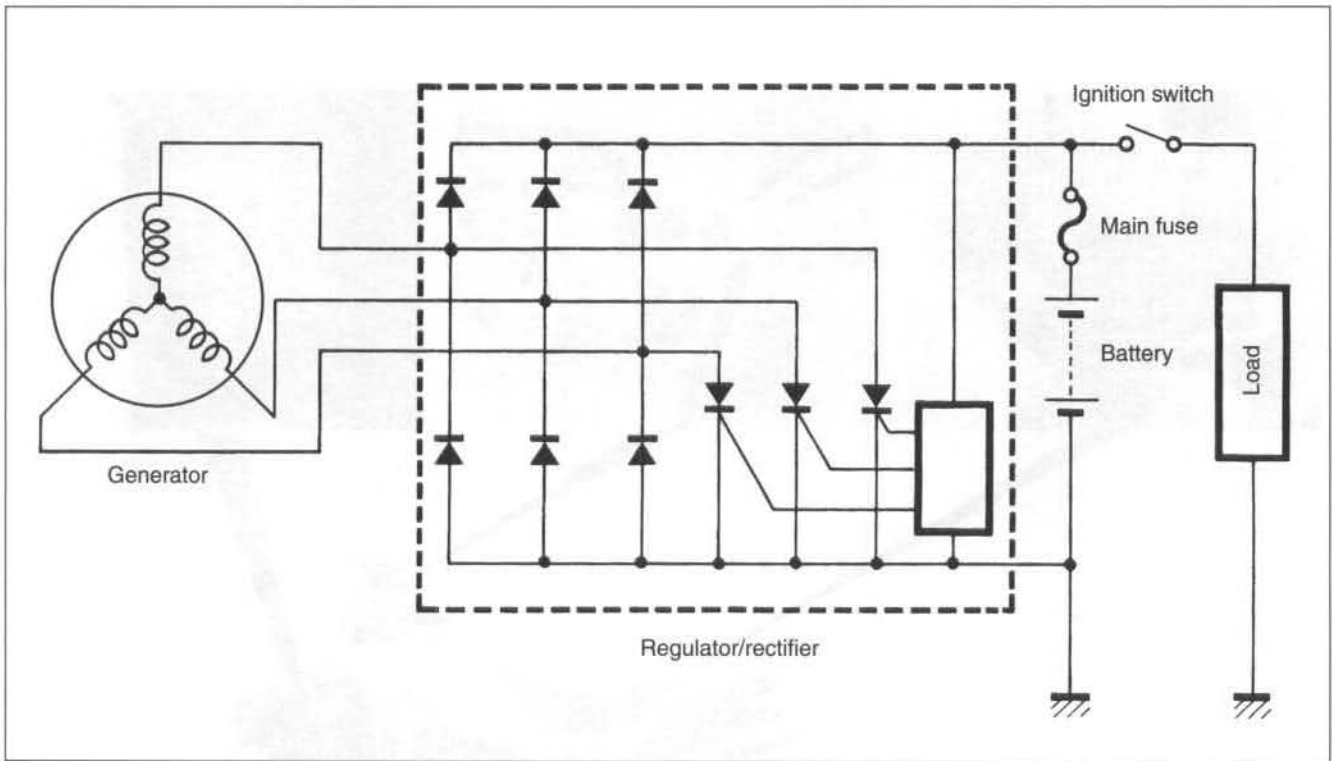 Ignition switch
Main fuse
Battery
Load
Generator
Regulator/rectifier